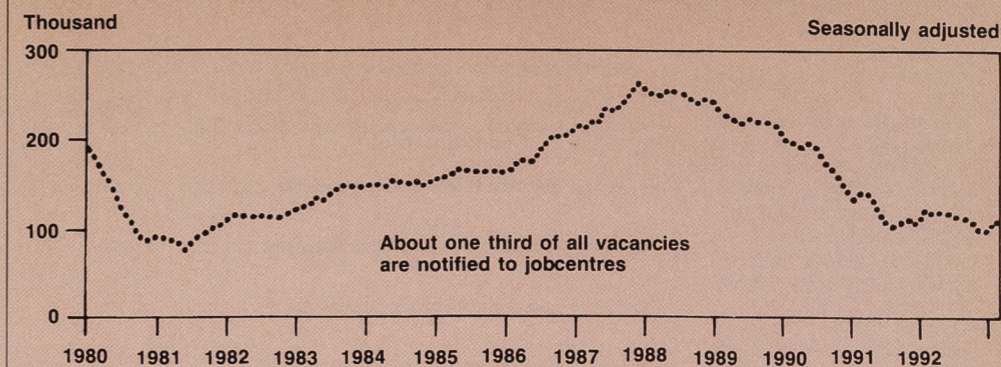 Thousand
Seasonally adjusted
300
200
100
0
About one third of all vacancies
are notified to jobcentres
1980 1981 1982 1983 1984 1985 1986 1987 1988 1989 1990 1991 1992